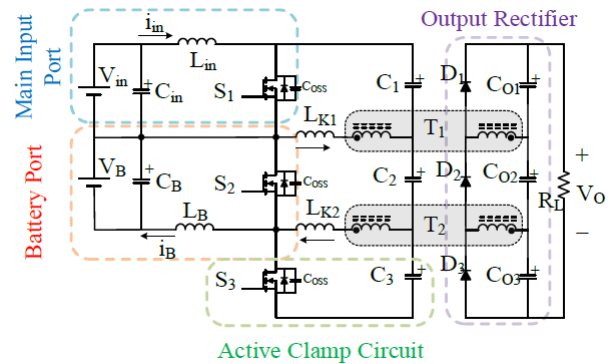 Output Rectifier
Main Input Port
Battery Port
i_in
L_in
V_in
C_in
S_1
C_OSS
C_1
D_1
C_O1
L_K1
T_1
V_B
C_B
S_2
C_OSS
C_2
D_2
C_O2
R_L
+
V_O
−
L_B
i_B
L_K2
T_2
S_3
C_OSS
C_3
D_3
C_O3
Active Clamp Circuit